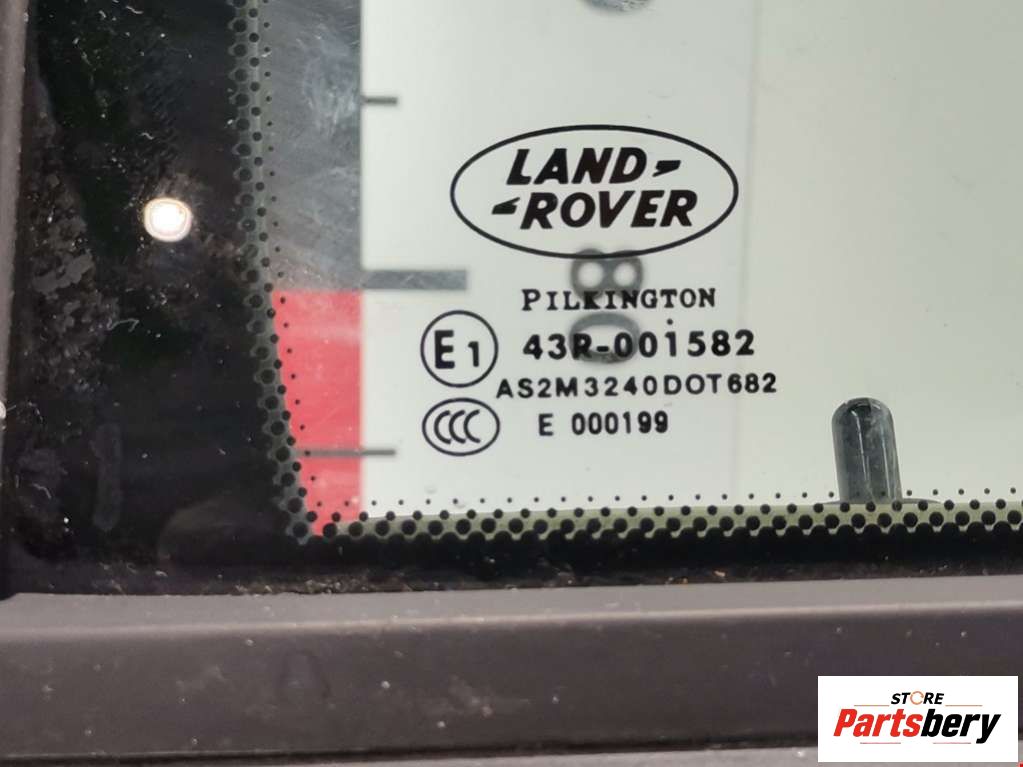 LAND-
-ROVER
PILKINGTON
E1 43R-001582
AS2M3240DOT682
CCC E 000199
STORE
Partsbery